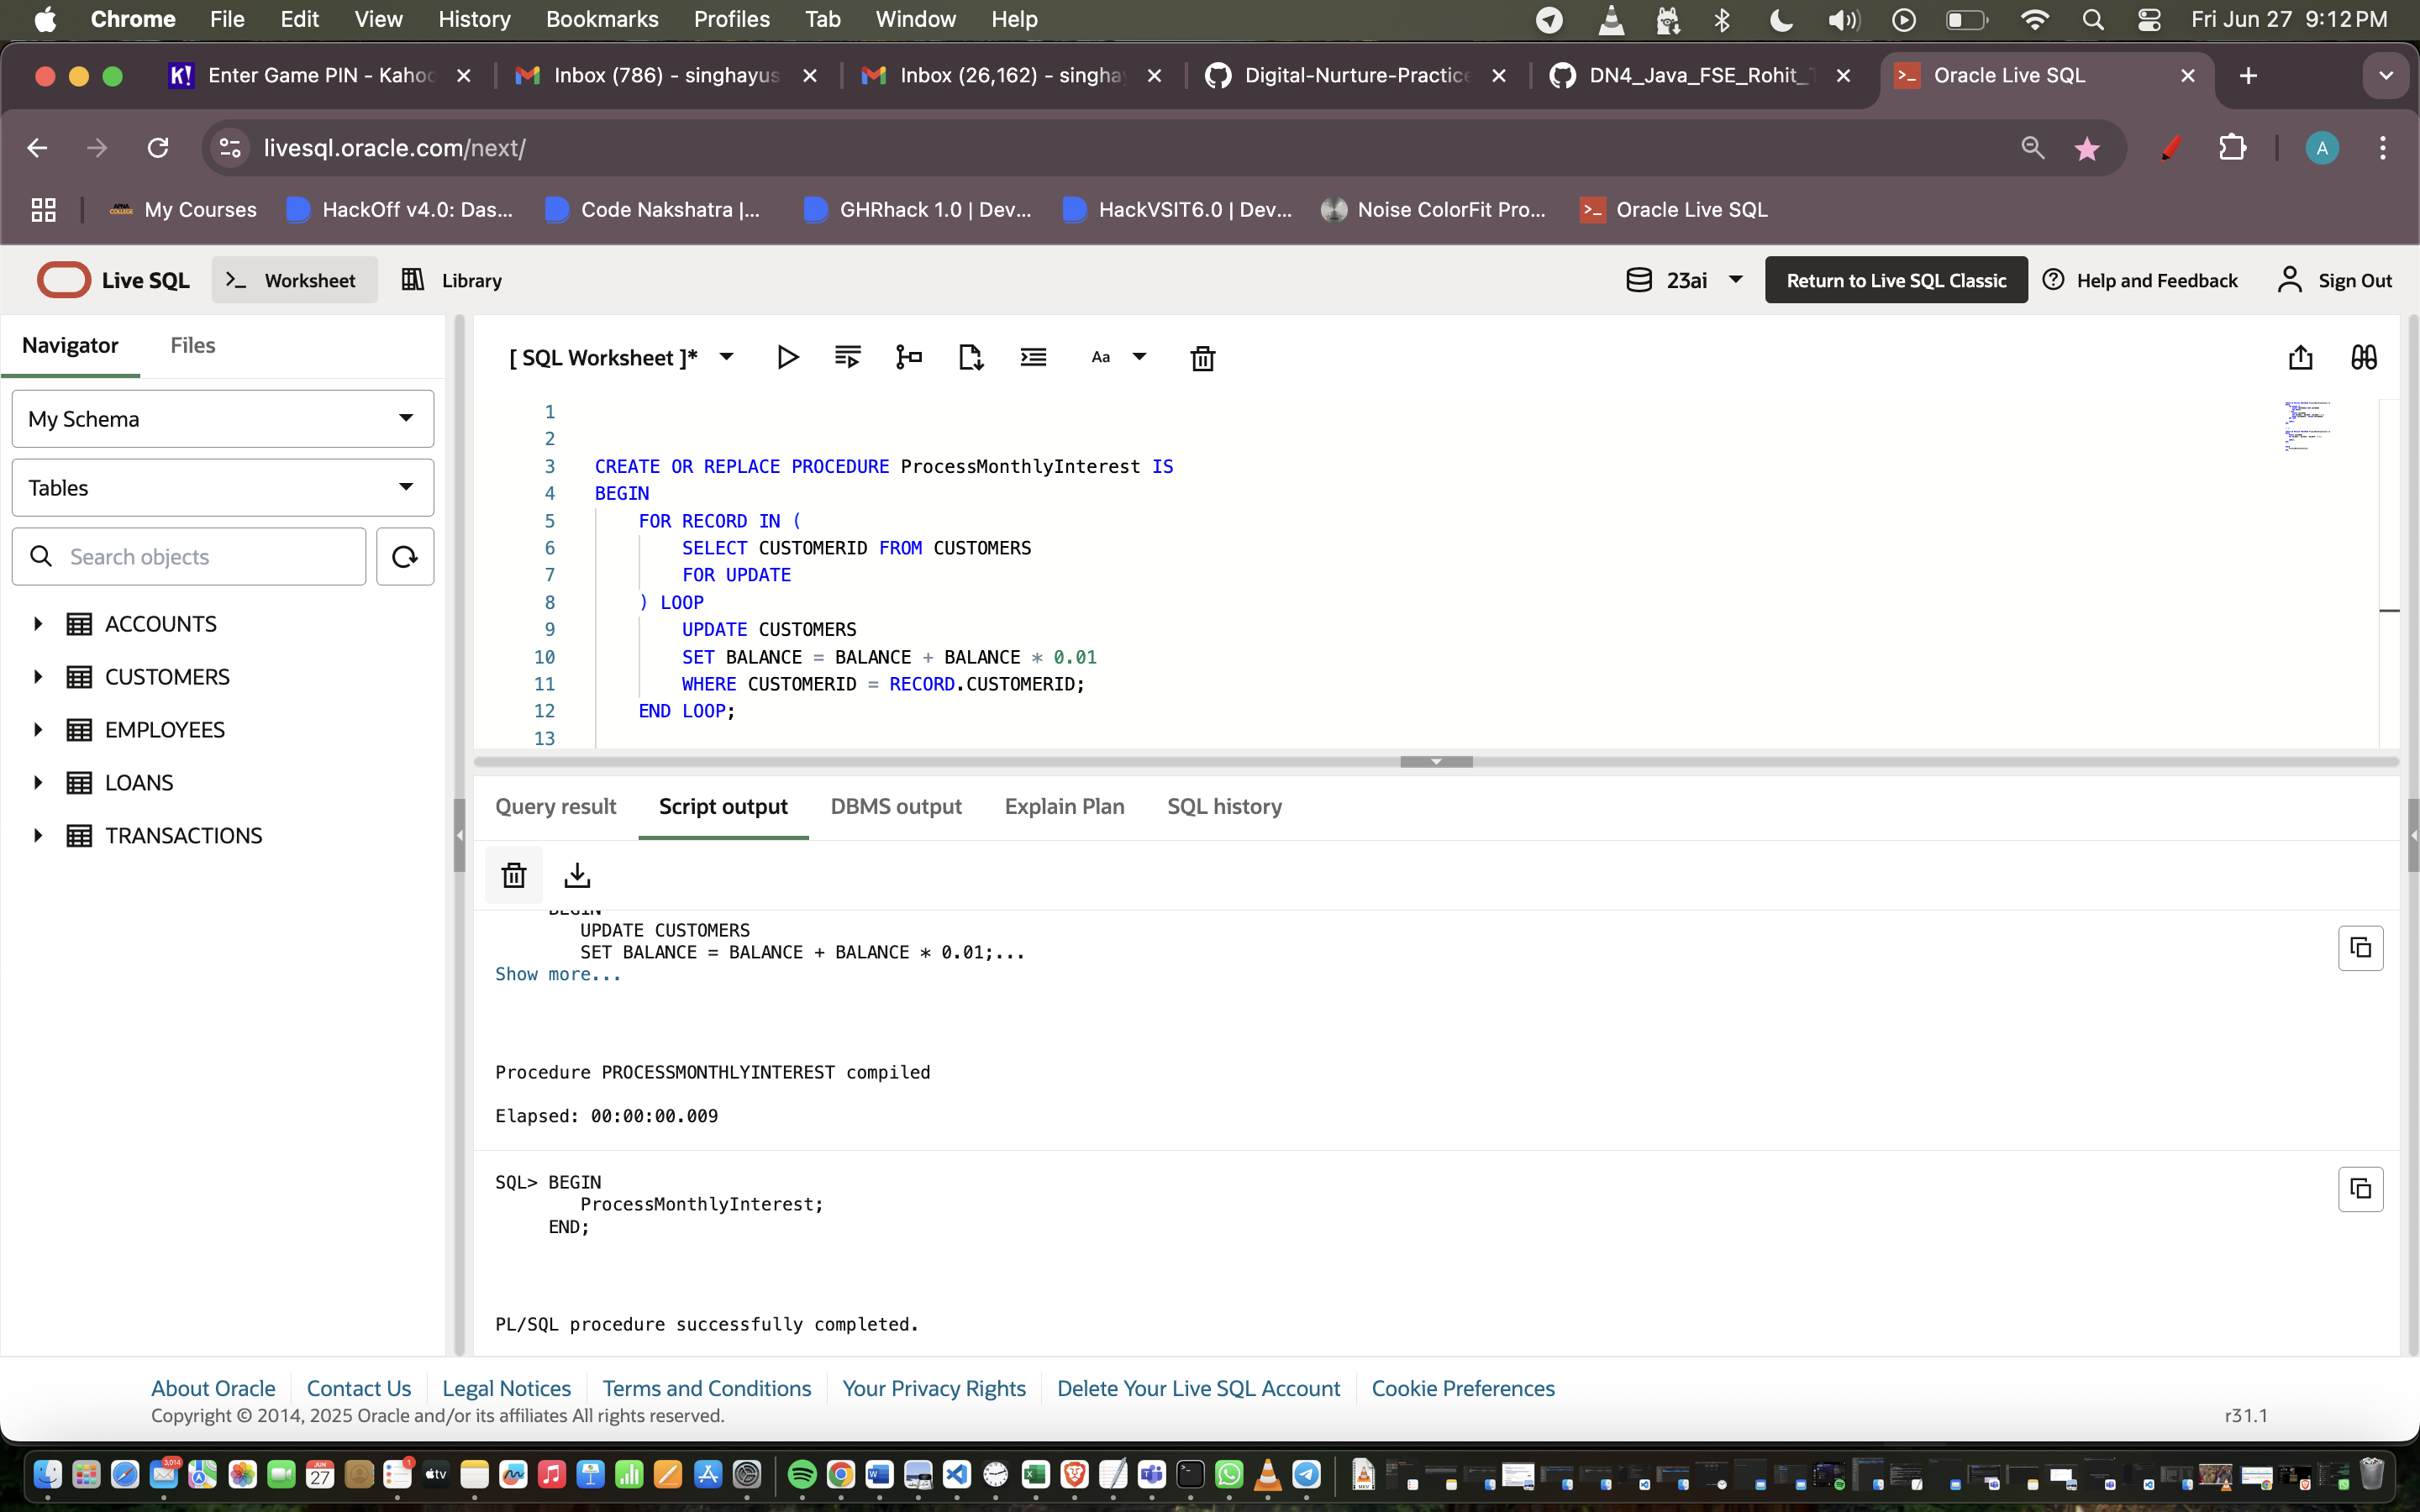 Chrome File Edit View History Bookmarks Profiles Tab Window Help Fri Jun 27 9:12 PM
K! Enter Game PIN - Kahoo Inbox (786) - singhayus Inbox (26,162) - singha Digital-Nurture-Practice DN4_Java_FSE_Rohit_ >_ Oracle Live SQL
livesql.oracle.com/next/ A
APNA COLLEGE My Courses HackOff v4.0: Das... Code Nakshatra |... GHRhack 1.0 | Dev... HackVSIT6.0 | Dev... Noise ColorFit Pro... >_ Oracle Live SQL
Live SQL >_ Worksheet Library 23ai Return to Live SQL Classic Help and Feedback Sign Out
Navigator Files
My Schema
Tables
Search objects
ACCOUNTS
CUSTOMERS
EMPLOYEES
LOANS
TRANSACTIONS
[ SQL Worksheet ]* Aa
1
2
3 CREATE OR REPLACE PROCEDURE ProcessMonthlyInterest IS
4 BEGIN
5 FOR RECORD IN (
6 SELECT CUSTOMERID FROM CUSTOMERS
7 FOR UPDATE
8 ) LOOP
9 UPDATE CUSTOMERS
10 SET BALANCE = BALANCE + BALANCE * 0.01
11 WHERE CUSTOMERID = RECORD.CUSTOMERID;
12 END LOOP;
13
Query result Script output DBMS output Explain Plan SQL history
BEGIN
UPDATE CUSTOMERS
SET BALANCE = BALANCE + BALANCE * 0.01;...
Show more...
Procedure PROCESSMONTHLYINTEREST compiled
Elapsed: 00:00:00.009
SQL> BEGIN
ProcessMonthlyInterest;
END;
PL/SQL procedure successfully completed.
About Oracle Contact Us Legal Notices Terms and Conditions Your Privacy Rights Delete Your Live SQL Account Cookie Preferences
Copyright © 2014, 2025 Oracle and/or its affiliates All rights reserved.
r31.1
3,014 JUN 27 1 tv